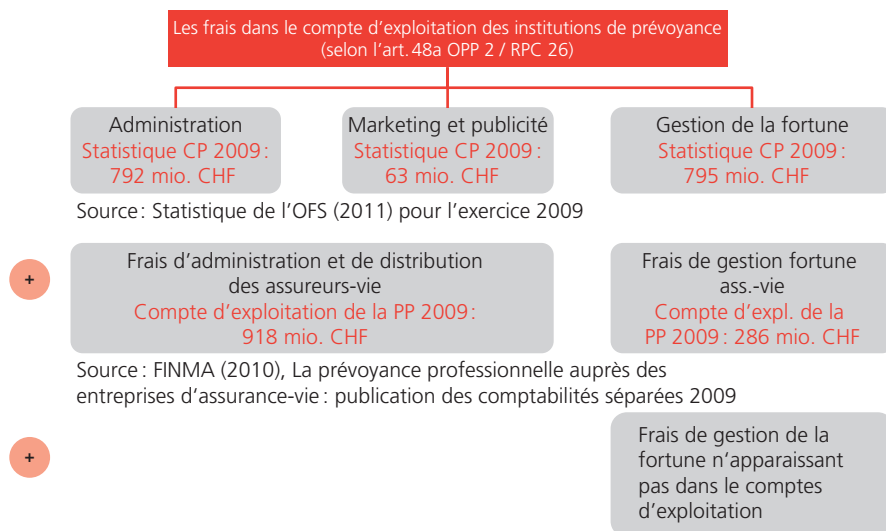 Les frais dans le compte d'exploitation des institutions de prévoyance
(selon l'art. 48a OPP 2 / RPC 26)
Administration
Statistique CP 2009 :
792 mio. CHF
Marketing et publicité
Statistique CP 2009 :
63 mio. CHF
Gestion de la fortune
Statistique CP 2009 :
795 mio. CHF
Source : Statistique de l'OFS (2011) pour l'exercice 2009
+
Frais d'administration et de distribution
des assureurs-vie
Compte d'exploitation de la PP 2009 :
918 mio. CHF
Frais de gestion fortune
ass.-vie
Compte d'expl. de la
PP 2009 : 286 mio. CHF
Source : FINMA (2010), La prévoyance professionnelle auprès des
entreprises d'assurance-vie : publication des comptabilités séparées 2009
+
Frais de gestion de la
fortune n'apparaissant
pas dans le comptes
d'exploitation